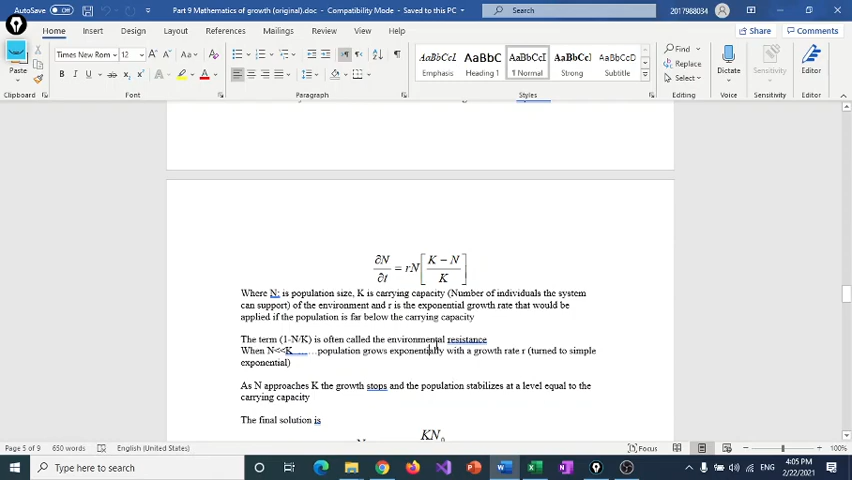 AutoSave Off Part 9 Mathematics of growth (original).doc - Compatibility Mode - Saved to this PC Search 2017988034
File Home Insert Design Layout References Mailings Review View Help Share Comments
Times New Rom 12 AaBbCcI AaBbC AaBbCcI AaBbCcI AaBbCcI Find Replace Select
Paste B I U Emphasis Heading 1 1 Normal Strong Subtitle Dictate Sensitivity Editor
Clipboard Font Paragraph Styles Editing Voice Sensitivity Editor
∂N/∂t = rN[(K − N)/K]
Where N: is population size, K is carrying capacity (Number of individuals the system
can support) of the environment and r is the exponential growth rate that would be
applied if the population is far below the carrying capacity
The term (1-N/K) is often called the environmental resistance
When N<<K ……population grows exponentially with a growth rate r (turned to simple
exponential)
As N approaches K the growth stops and the population stabilizes at a level equal to the
carrying capacity
The final solution is
KN0
Page 5 of 9 650 words English (United States) Focus 100%
Type here to search ENG 4:05 PM 2/22/2021